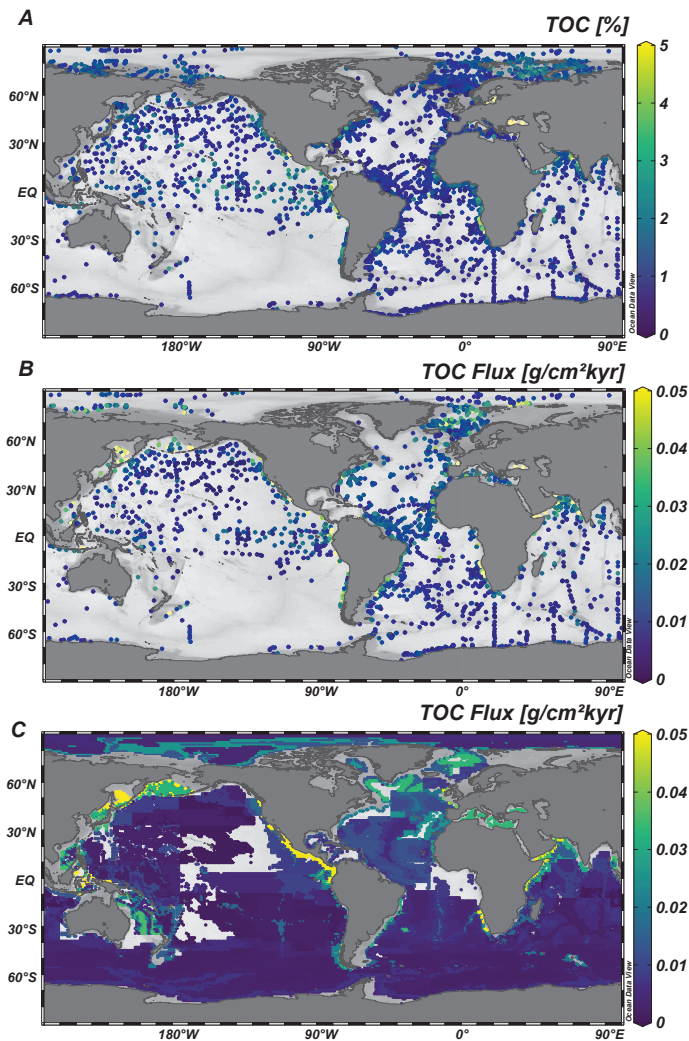 A
TOC [%]
5
60°N
4
30°N
3
EQ
2
30°S
1
60°S
Ocean Data View
0
180°W
90°W
0°
90°E
B
TOC Flux [g/cm²kyr]
0.05
60°N
0.04
30°N
0.03
EQ
0.02
30°S
0.01
60°S
Ocean Data View
0
180°W
90°W
0°
90°E
C
TOC Flux [g/cm²kyr]
0.05
60°N
0.04
30°N
0.03
EQ
0.02
30°S
0.01
60°S
Ocean Data View
0
180°W
90°W
0°
90°E